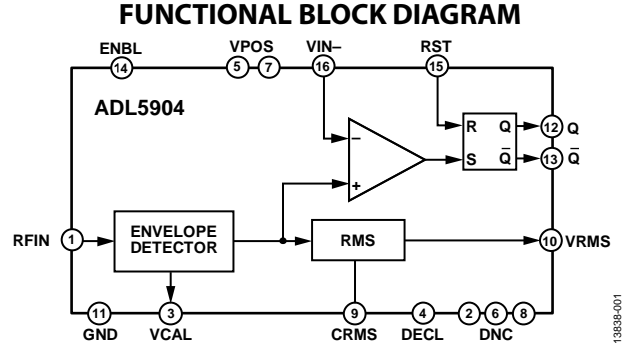 FUNCTIONAL BLOCK DIAGRAM
ENBL VPOS VIN– RST
14 5 7 16 15
ADL5904
R Q 12 Q
– S Q̅ 13 Q̅
+
RFIN 1 ENVELOPE DETECTOR RMS 10 VRMS
11 3 9 4 2 6 8
GND VCAL CRMS DECL DNC
13838-001